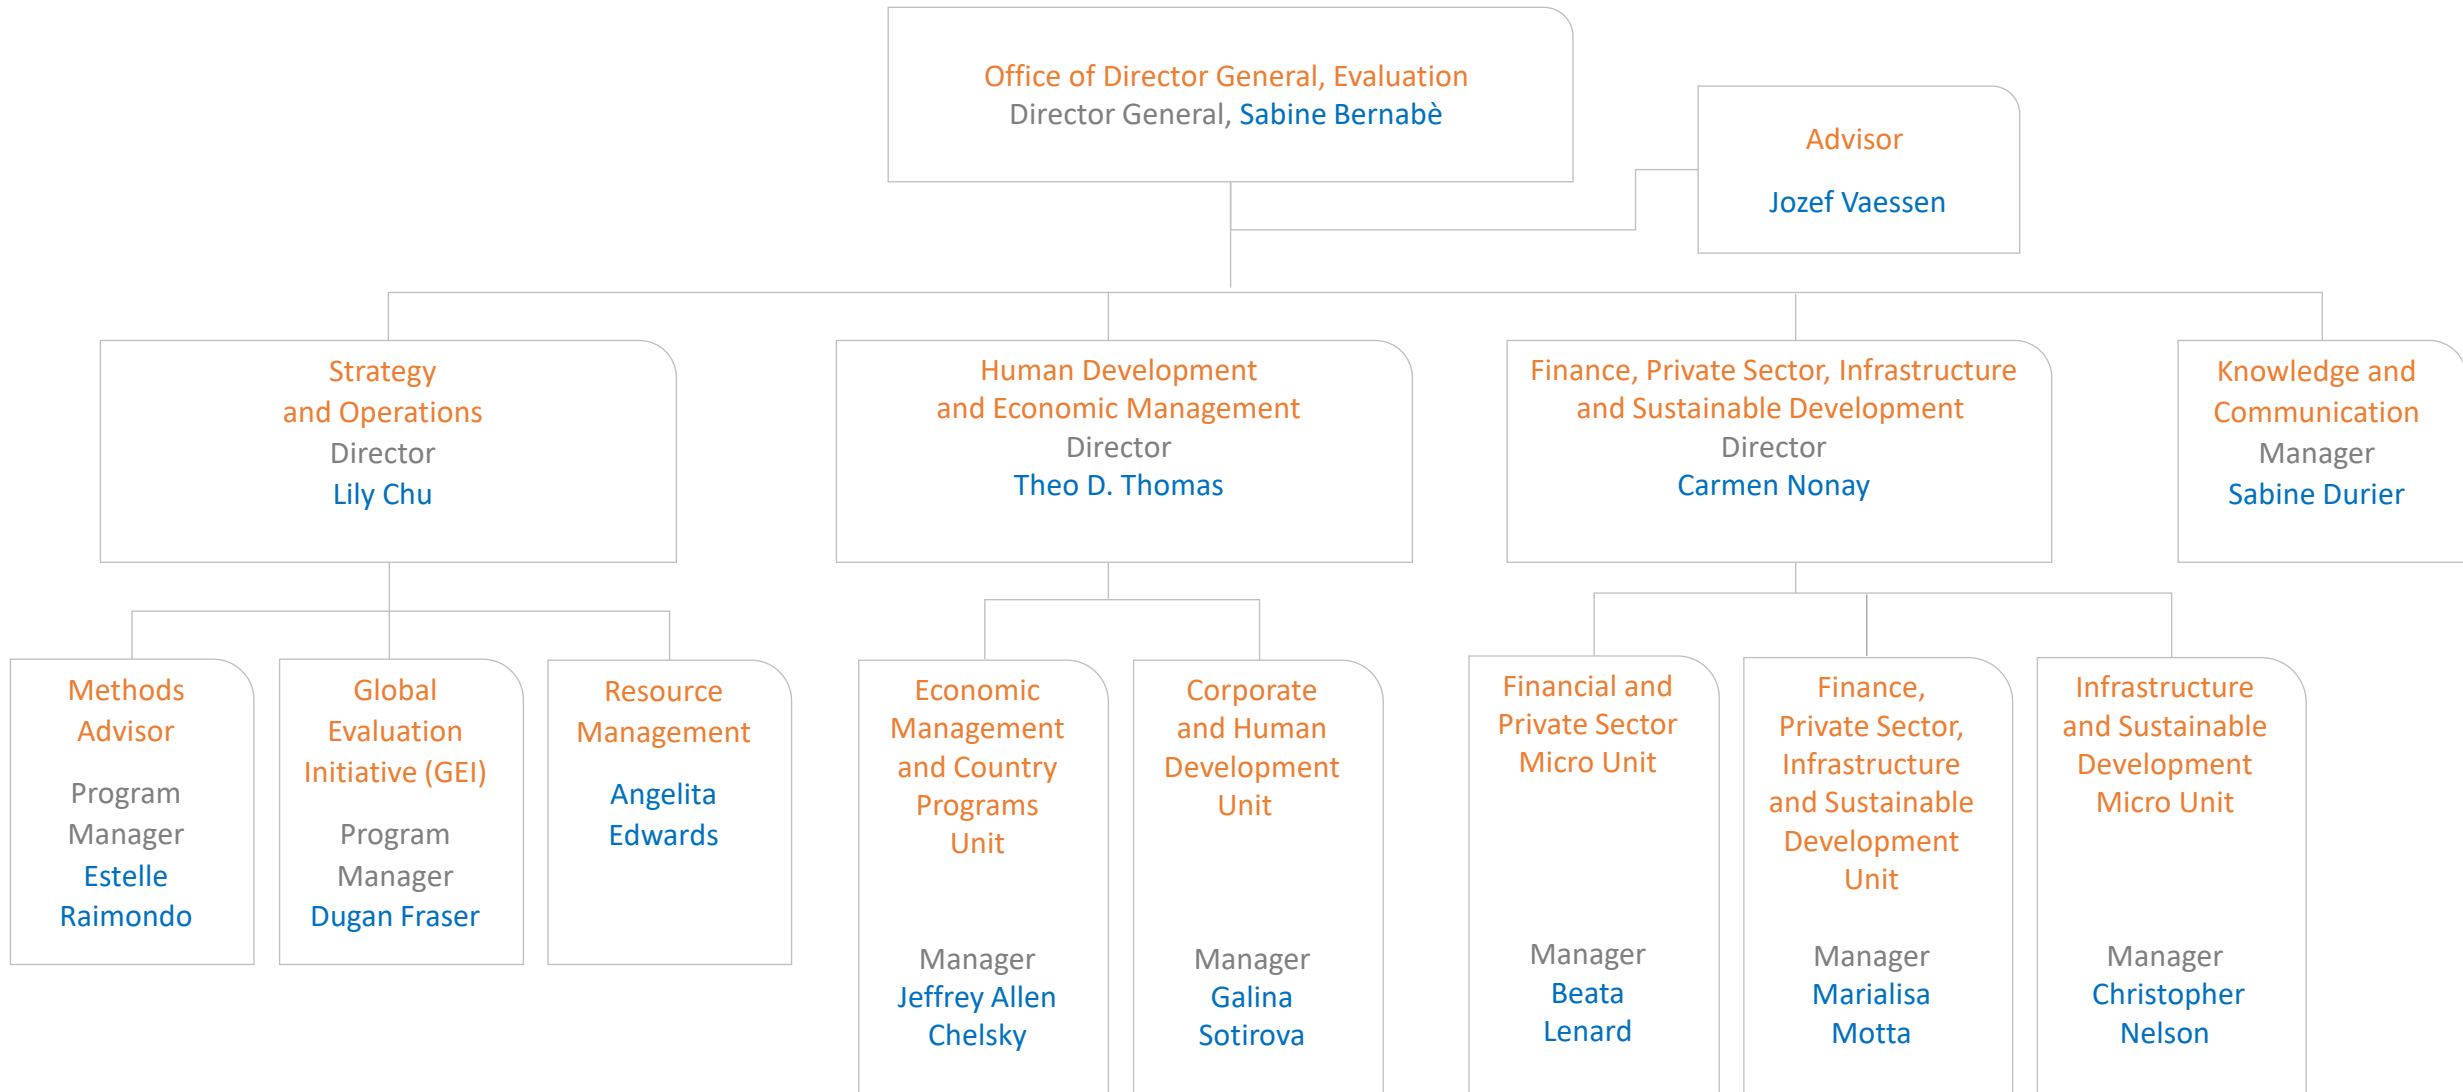 Office of Director General, Evaluation
Director General, Sabine Bernabè
Advisor
Jozef Vaessen
Strategy
and Operations
Director
Lily Chu
Human Development
and Economic Management
Director
Theo D. Thomas
Finance, Private Sector, Infrastructure
and Sustainable Development
Director
Carmen Nonay
Knowledge and
Communication
Manager
Sabine Durier
Methods
Advisor
Program
Manager
Estelle
Raimondo
Global
Evaluation
Initiative (GEI)
Program
Manager
Dugan Fraser
Resource
Management
Angelita
Edwards
Economic
Management
and Country
Programs
Unit
Manager
Jeffrey Allen
Chelsky
Corporate
and Human
Development
Unit
Manager
Galina
Sotirova
Financial and
Private Sector
Micro Unit
Manager
Beata
Lenard
Finance,
Private Sector,
Infrastructure
and Sustainable
Development
Unit
Manager
Marialisa
Motta
Infrastructure
and Sustainable
Development
Micro Unit
Manager
Christopher
Nelson